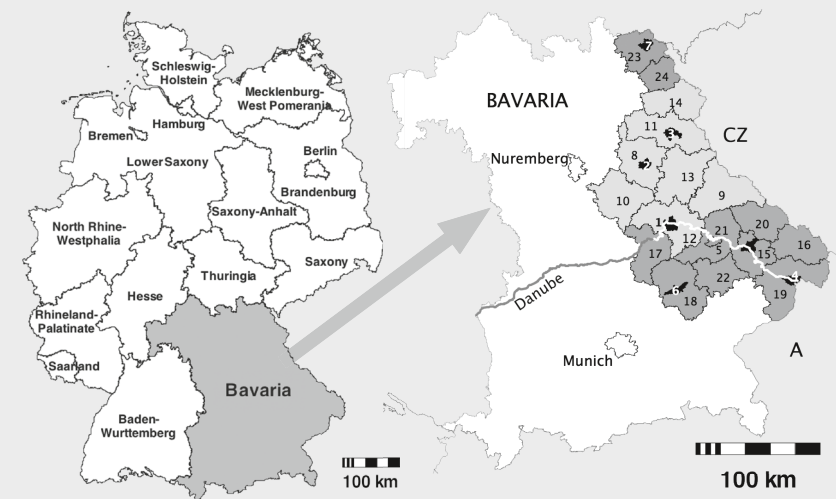 Schleswig-
Holstein
Mecklenburg-
West Pomerania
Hamburg
Bremen
Lower Saxony
Berlin
Brandenburg
Saxony-Anhalt
North Rhine-
Westphalia
Saxony
Thuringia
Hesse
Rhineland-
Palatinate
Saarland
Bavaria
Baden-
Wurttemberg
100 km
BAVARIA
CZ
Nuremberg
Danube
Munich
A
7
23
24
14
11
3
8
2
13
10
9
1
12
21
20
16
17
5
15
4
22
6
18
19
100 km